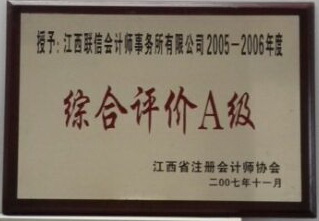 授予：江西联信会计师事务所有限公司2005－2006年度
综合评价A级
江西省注册会计师协会
二00七年十一月